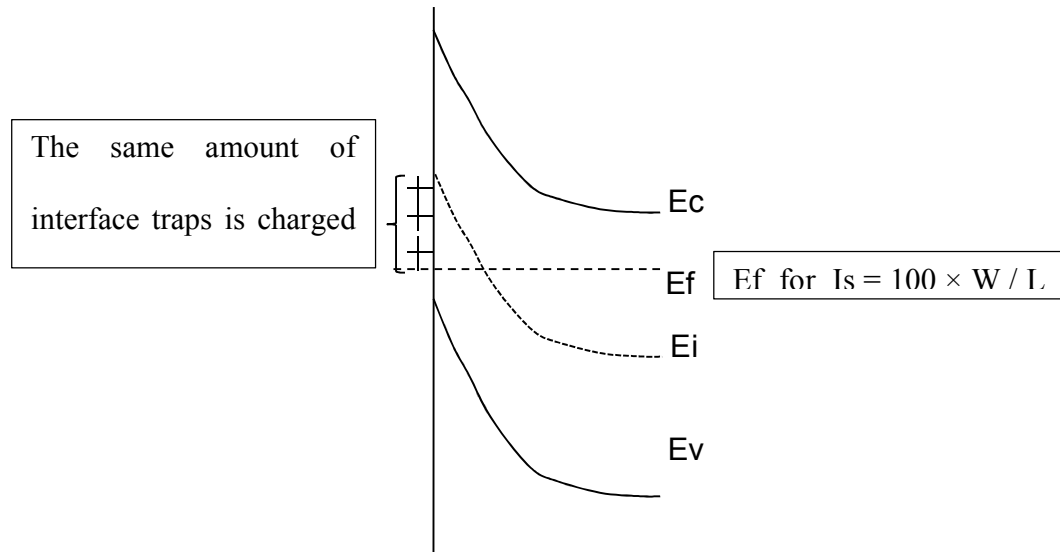 The same amount of
interface traps is charged
Ec
Ef
Ef for Is = 100 × W / L
Ei
Ev